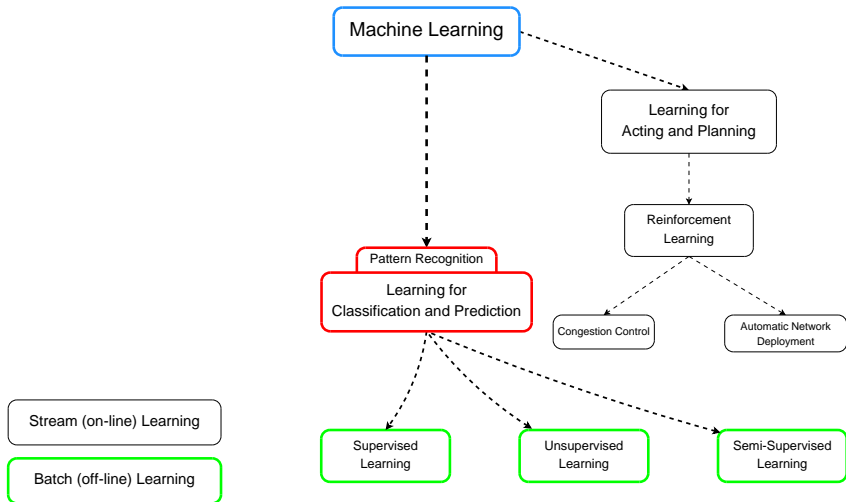 Machine Learning
Learning for
Acting and Planning
Reinforcement
Learning
Pattern Recognition
Learning for
Classification and Prediction
Congestion Control
Automatic Network
Deployment
Stream (on-line) Learning
Batch (off-line) Learning
Supervised
Learning
Unsupervised
Learning
Semi-Supervised
Learning